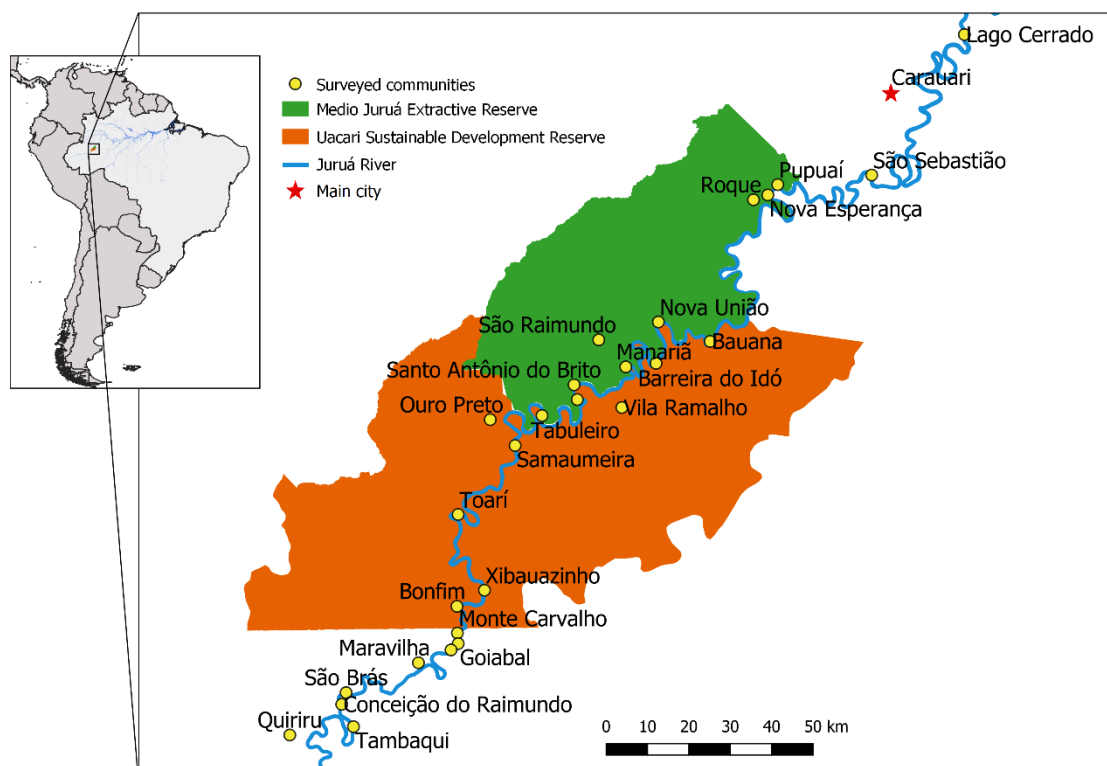 Lago Cerrado
Carauari
Surveyed communities
Medio Juruá Extractive Reserve
Uacari Sustainable Development Reserve
Juruá River
Main city
São Sebastião
Pupuaí
Roque
Nova Esperança
Nova União
São Raimundo
Bauana
Manariã
Santo Antônio do Brito
Barreira do Idó
Ouro Preto
Vila Ramalho
Tabuleiro
Samaumeira
Toarí
Xibauazinho
Bonfim
Monte Carvalho
Maravilha
Goiabal
São Brás
Conceição do Raimundo
Quiriru
Tambaqui
0 10 20 30 40 50 km